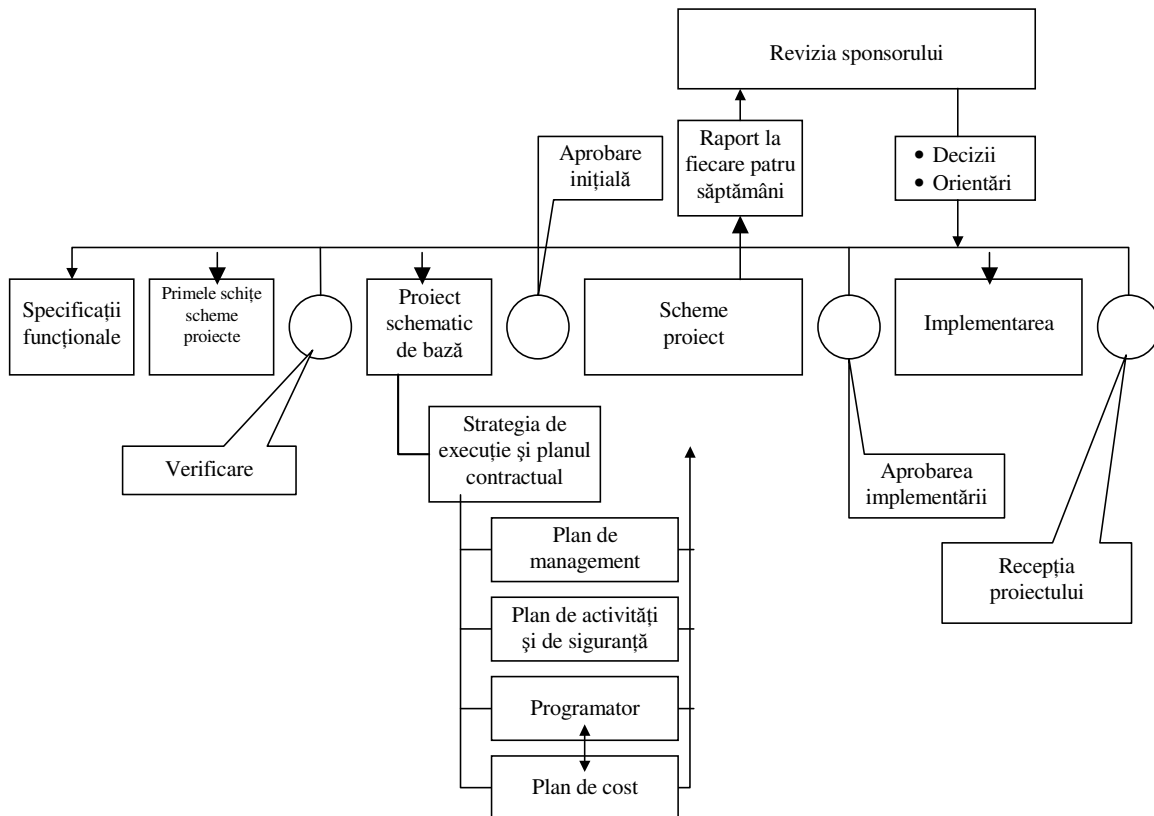 Revizia sponsorului
Raport la
fiecare patru
săptămâni
• Decizii
• Orientări
Aprobare
inițială
Specificații
funcționale
Primele schițe
scheme
proiecte
Proiect
schematic
de bază
Scheme
proiect
Implementarea
Verificare
Strategia de
execuție şi planul
contractual
Aprobarea
implementării
Recepția
proiectului
Plan de
management
Plan de activități
şi de siguranță
Programator
Plan de cost